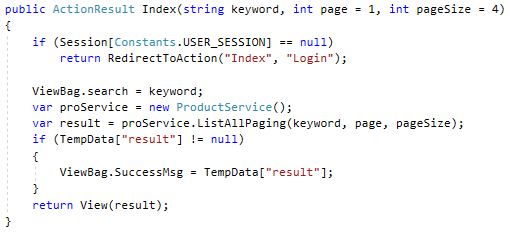 public ActionResult Index(string keyword, int page = 1, int pageSize = 4)
{
    if (Session[Constants.USER_SESSION] == null)
        return RedirectToAction("Index", "Login");

    ViewBag.search = keyword;
    var proService = new ProductService();
    var result = proService.ListAllPaging(keyword, page, pageSize);
    if (TempData["result"] != null)
    {
        ViewBag.SuccessMsg = TempData["result"];
    }
    return View(result);
}